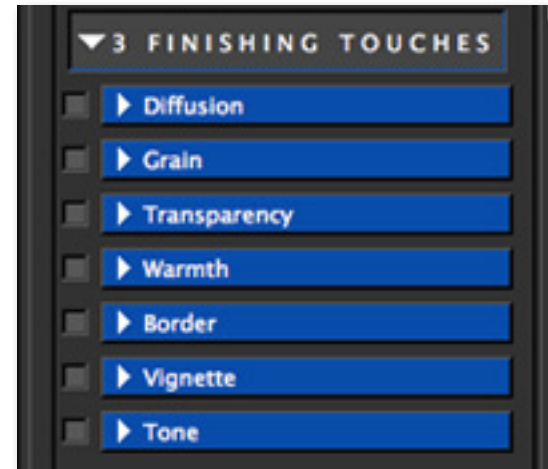 3 FINISHING TOUCHES
Diffusion
Grain
Transparency
Warmth
Border
Vignette
Tone